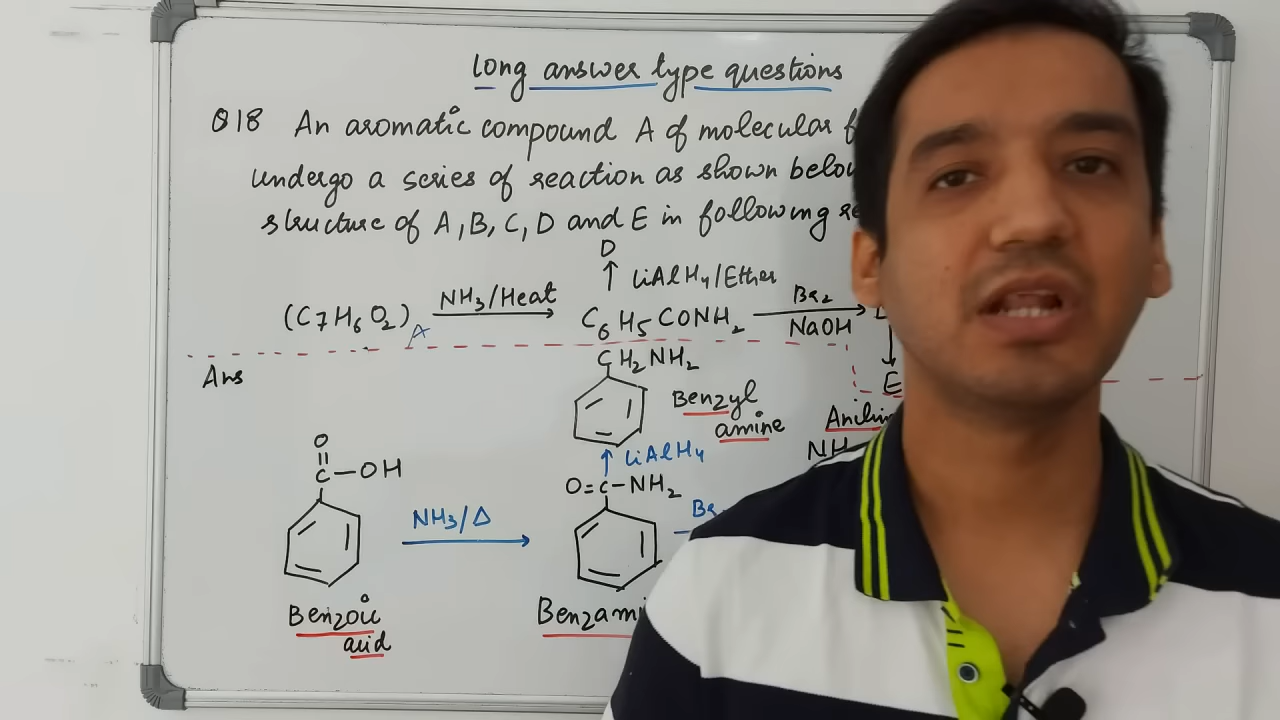 Long answer type questions
Q18 An aromatic compound A of molecular
undergo a series of reaction as shown below
structure of A, B, C, D and E in following
D
↑ LiAlH4/Ether
(C7H6O2)A NH3/Heat → C6H5CONH2 Br2 NaOH →
E
Ans
CH2NH2
Benzyl
amine
↑ LiAlH4
O=C-NH2
O
C-OH
NH3/Δ
Benzoic
acid